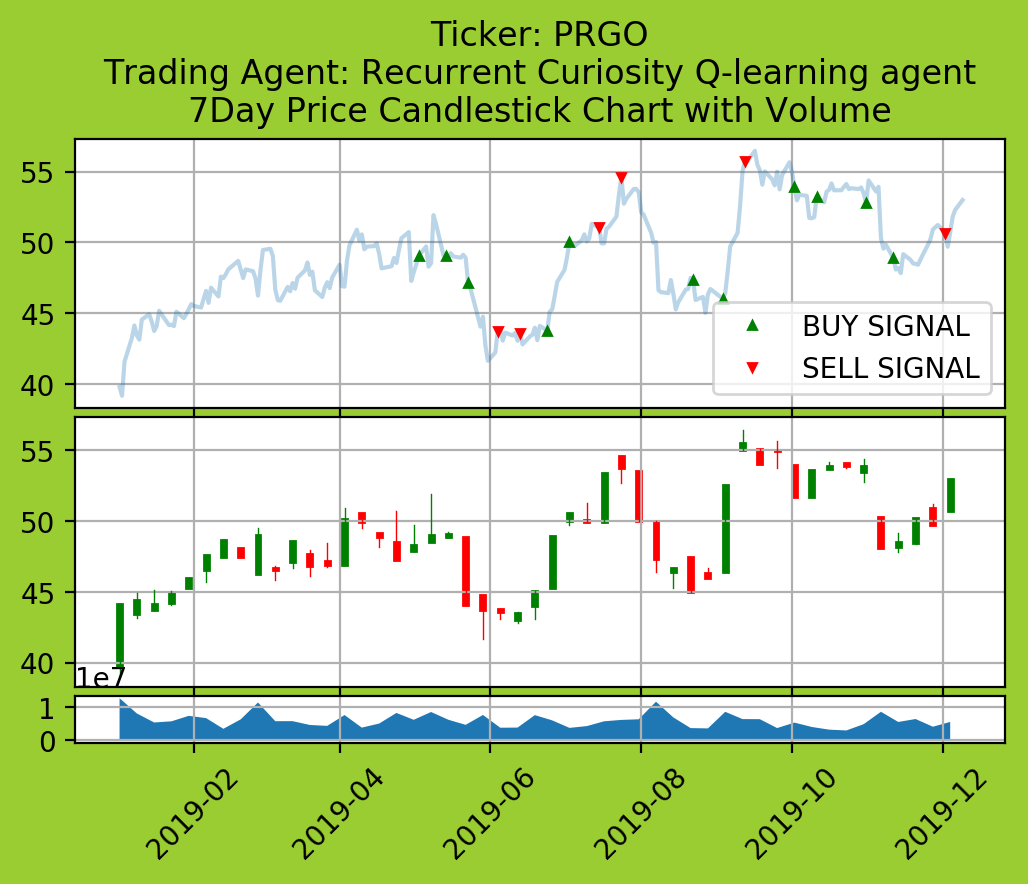 Ticker: PRGO
Trading Agent: Recurrent Curiosity Q-learning agent
7Day Price Candlestick Chart with Volume
55
50
45
40
BUY SIGNAL
SELL SIGNAL
55
50
45
40
1e7
1
0
2019-02
2019-04
2019-06
2019-08
2019-10
2019-12